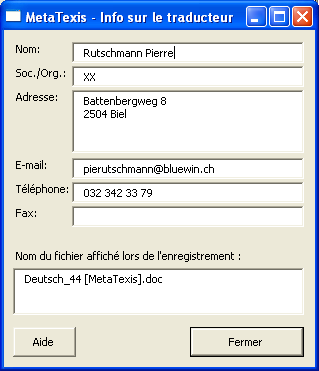 MetaTexis - Info sur le traducteur
Nom: Rutschmann Pierre
Soc./Org.: XX
Adresse: Battenbergweg 8
2504 Biel
E-mail: pierutschmann@bluewin.ch
Téléphone: 032 342 33 79
Fax:
Nom du fichier affiché lors de l'enregistrement :
Deutsch_44 [MetaTexis].doc
Aide Fermer